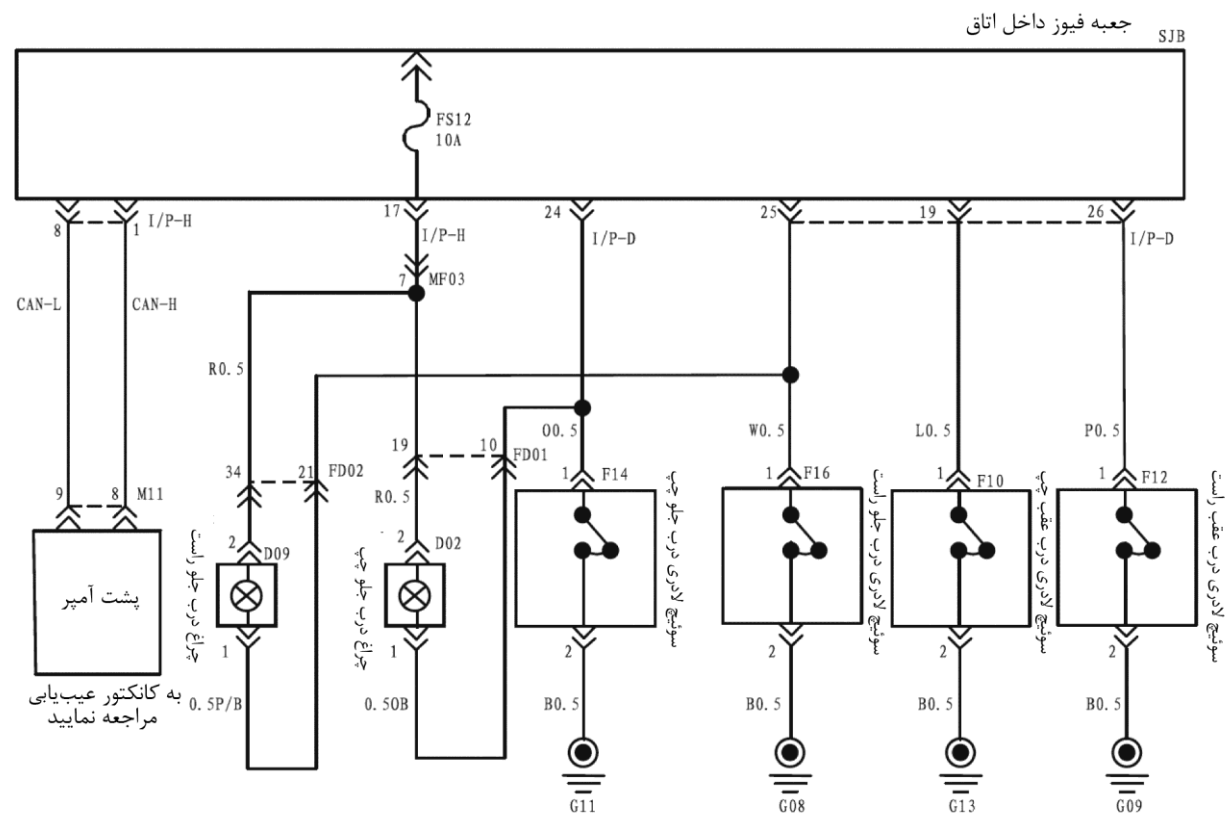 جعبه فیوز داخل اتاق
SJB
FS12
10A
8
1
I/P-H
17
I/P-H
24
I/P-D
25
19
26
I/P-D
7
MF03
CAN-L
CAN-H
R0.5
34
21
FD02
19
10
FD01
R0.5
O0.5
W0.5
L0.5
P0.5
9
8
M11
2
D09
2
D02
1
F14
1
F16
1
F10
1
F12
پشت آمپر
چراغ درب جلو راست
چراغ درب جلو چپ
سوئیچ لادری درب جلو چپ
سوئیچ لادری درب جلو راست
سوئیچ لادری درب عقب چپ
سوئیچ لادری درب عقب راست
1
1
2
2
2
2
به کانکتور عیب‌یابی
مراجعه نمایید
0.5P/B
0.5OB
B0.5
B0.5
B0.5
B0.5
G11
G08
G13
G09